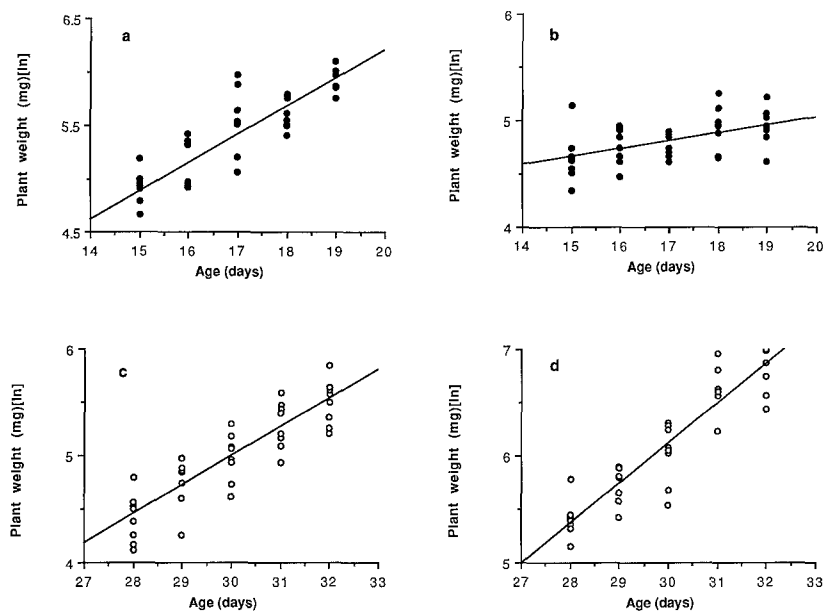 a
Plant weight (mg)[ln]
6.5
5.5
4.5
14 15 16 17 18 19 20
Age (days)
b
Plant weight (mg)[ln]
6
5
4
14 15 16 17 18 19 20
Age (days)
c
Plant weight (mg)[ln]
6
5
4
27 28 29 30 31 32 33
Age (days)
d
Plant weight (mg)[ln]
7
6
5
27 28 29 30 31 32 33
Age (days)